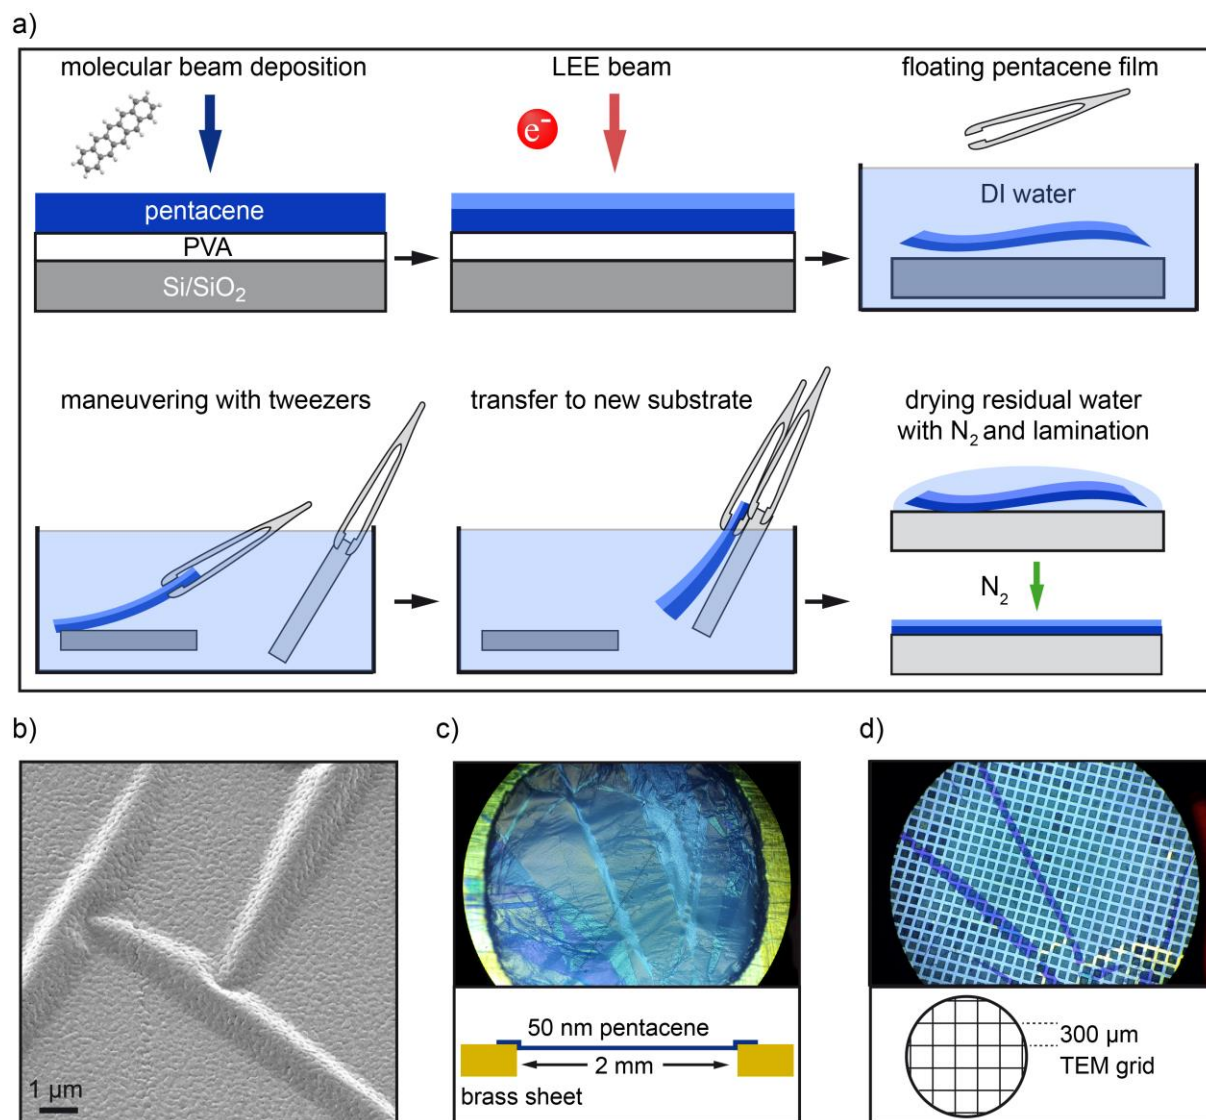 a)
molecular beam deposition
LEE beam
floating pentacene film
e⁻
pentacene
PVA
Si/SiO₂
DI water
maneuvering with tweezers
transfer to new substrate
drying residual water
with N₂ and lamination
N₂
b)
1 µm
c)
50 nm pentacene
2 mm
brass sheet
d)
300 µm
TEM grid